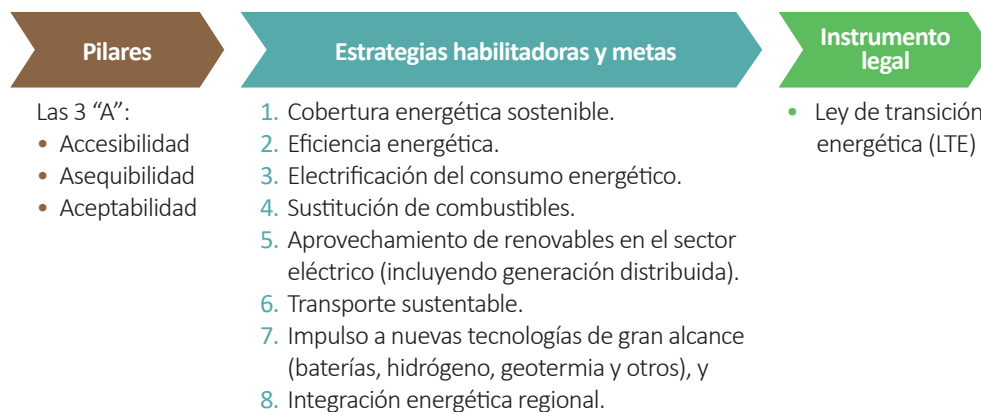 Pilares
Las 3 “A”:
• Accesibilidad
• Asequibilidad
• Aceptabilidad
Estrategias habilitadoras y metas
1. Cobertura energética sostenible.
2. Eficiencia energética.
3. Electrificación del consumo energético.
4. Sustitución de combustibles.
5. Aprovechamiento de renovables en el sector
eléctrico (incluyendo generación distribuida).
6. Transporte sustentable.
7. Impulso a nuevas tecnologías de gran alcance
(baterías, hidrógeno, geotermia y otros), y
8. Integración energética regional.
Instrumento
legal
• Ley de transición
energética (LTE)